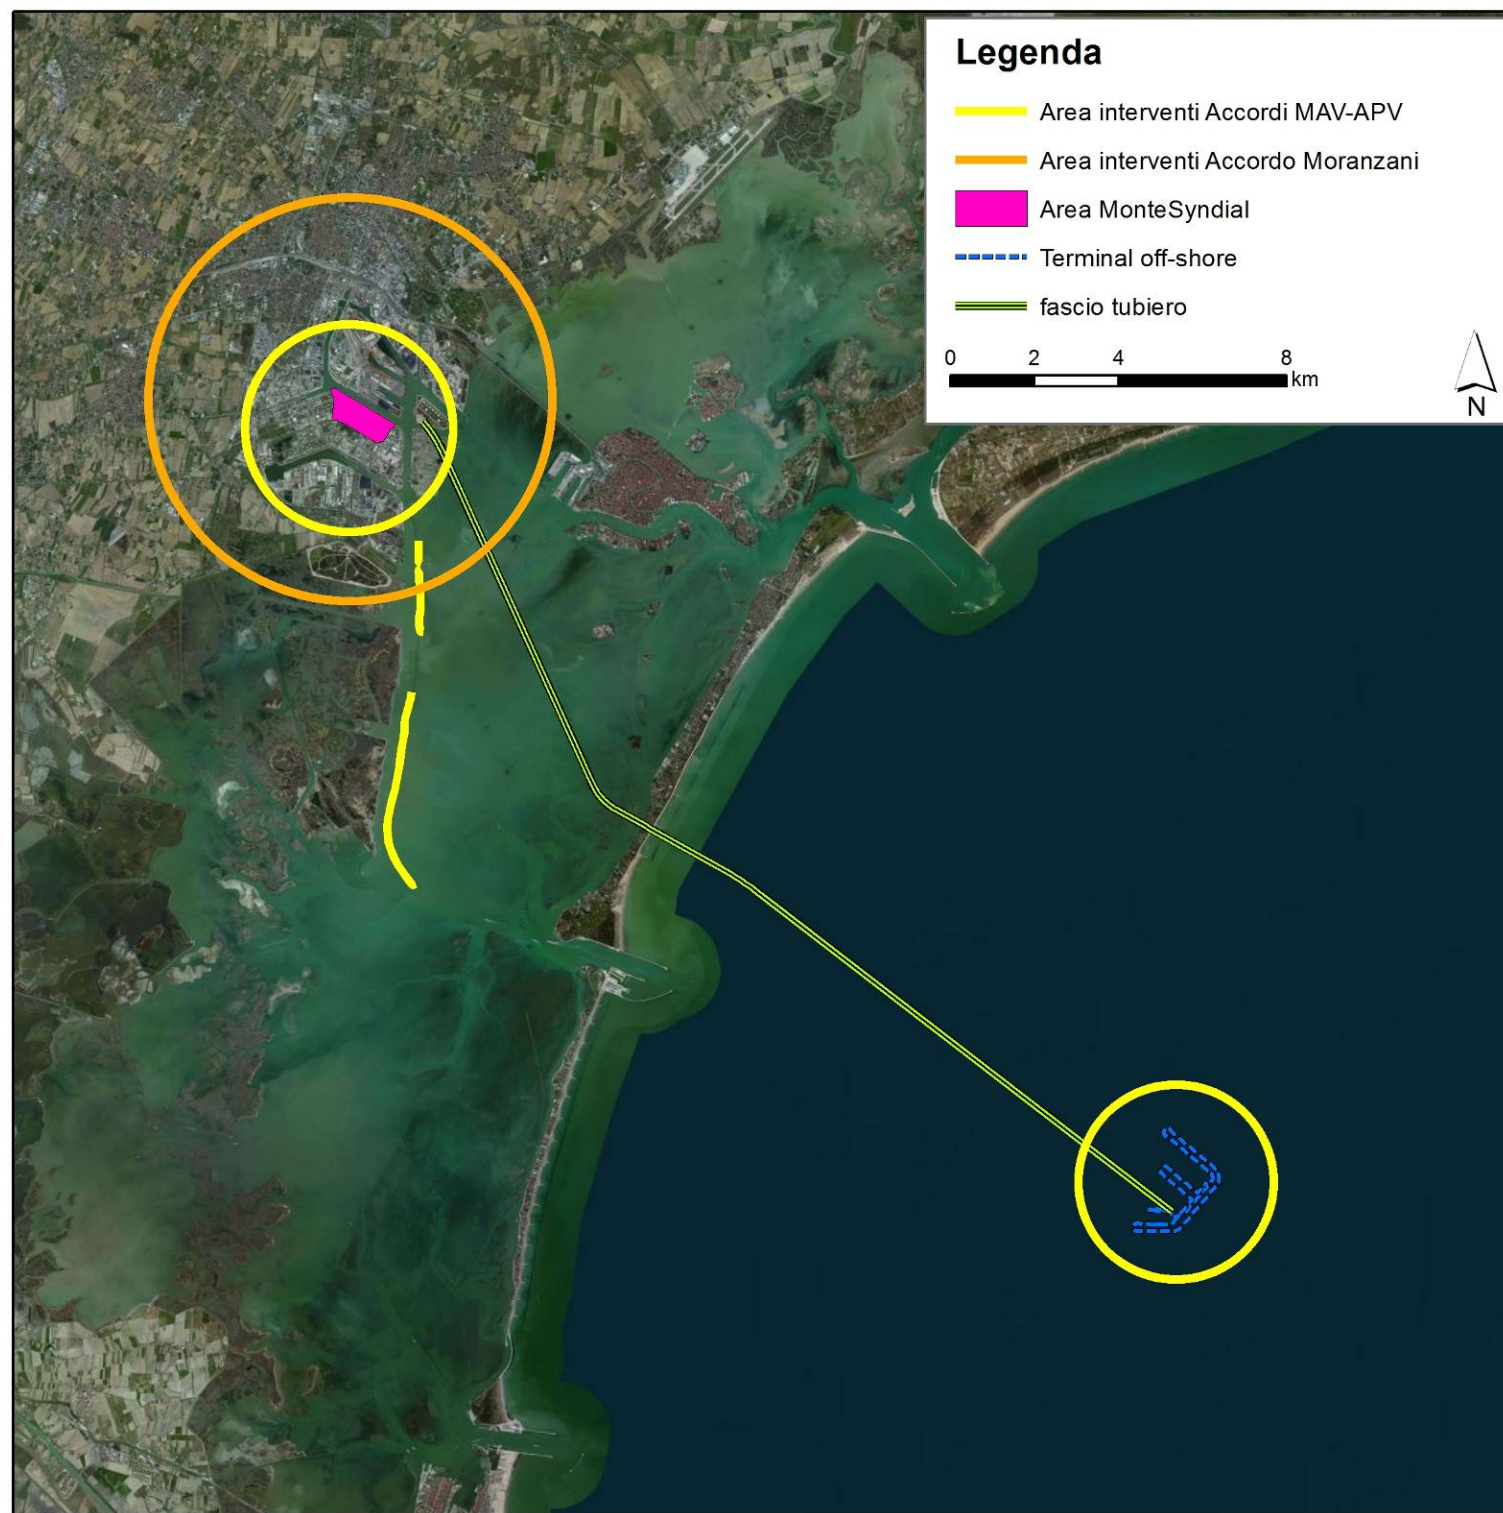 Legenda
Area interventi Accordi MAV-APV
Area interventi Accordo Moranzani
Area MonteSyndial
Terminal off-shore
fascio tubiero
0 2 4 8
km
N